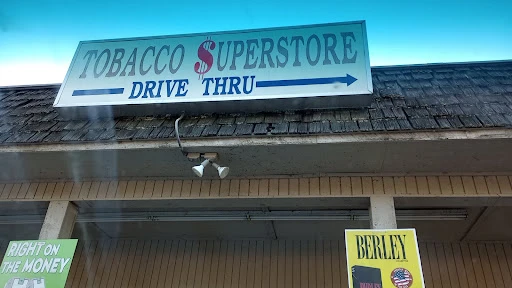 TOBACCO $UPERSTORE
DRIVE THRU
RIGHT ON
THE MONEY
BERLEY